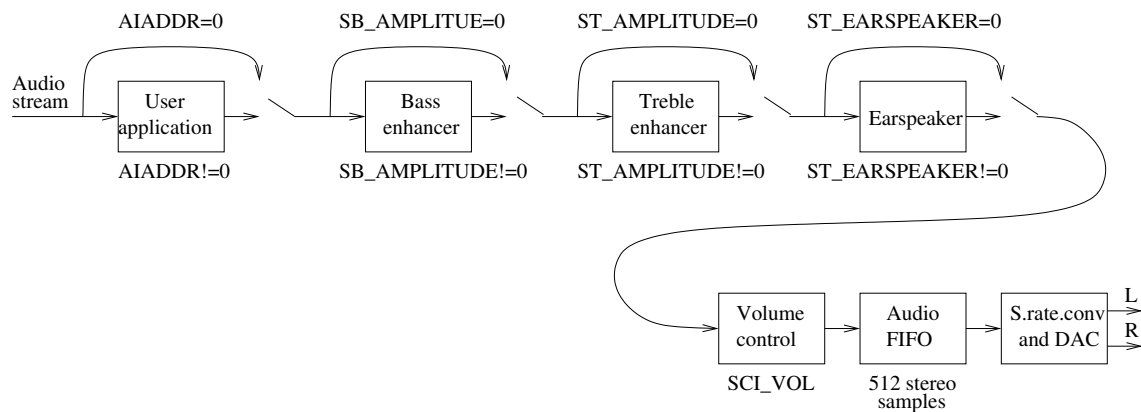 AIADDR=0
SB_AMPLITUE=0
ST_AMPLITUDE=0
ST_EARSPEAKER=0
Audio
stream
User
application
Bass
enhancer
Treble
enhancer
Earspeaker
AIADDR!=0
SB_AMPLITUDE!=0
ST_AMPLITUDE!=0
ST_EARSPEAKER!=0
Volume
control
Audio
FIFO
S.rate.conv
and DAC
L
R
SCI_VOL
512 stereo
samples